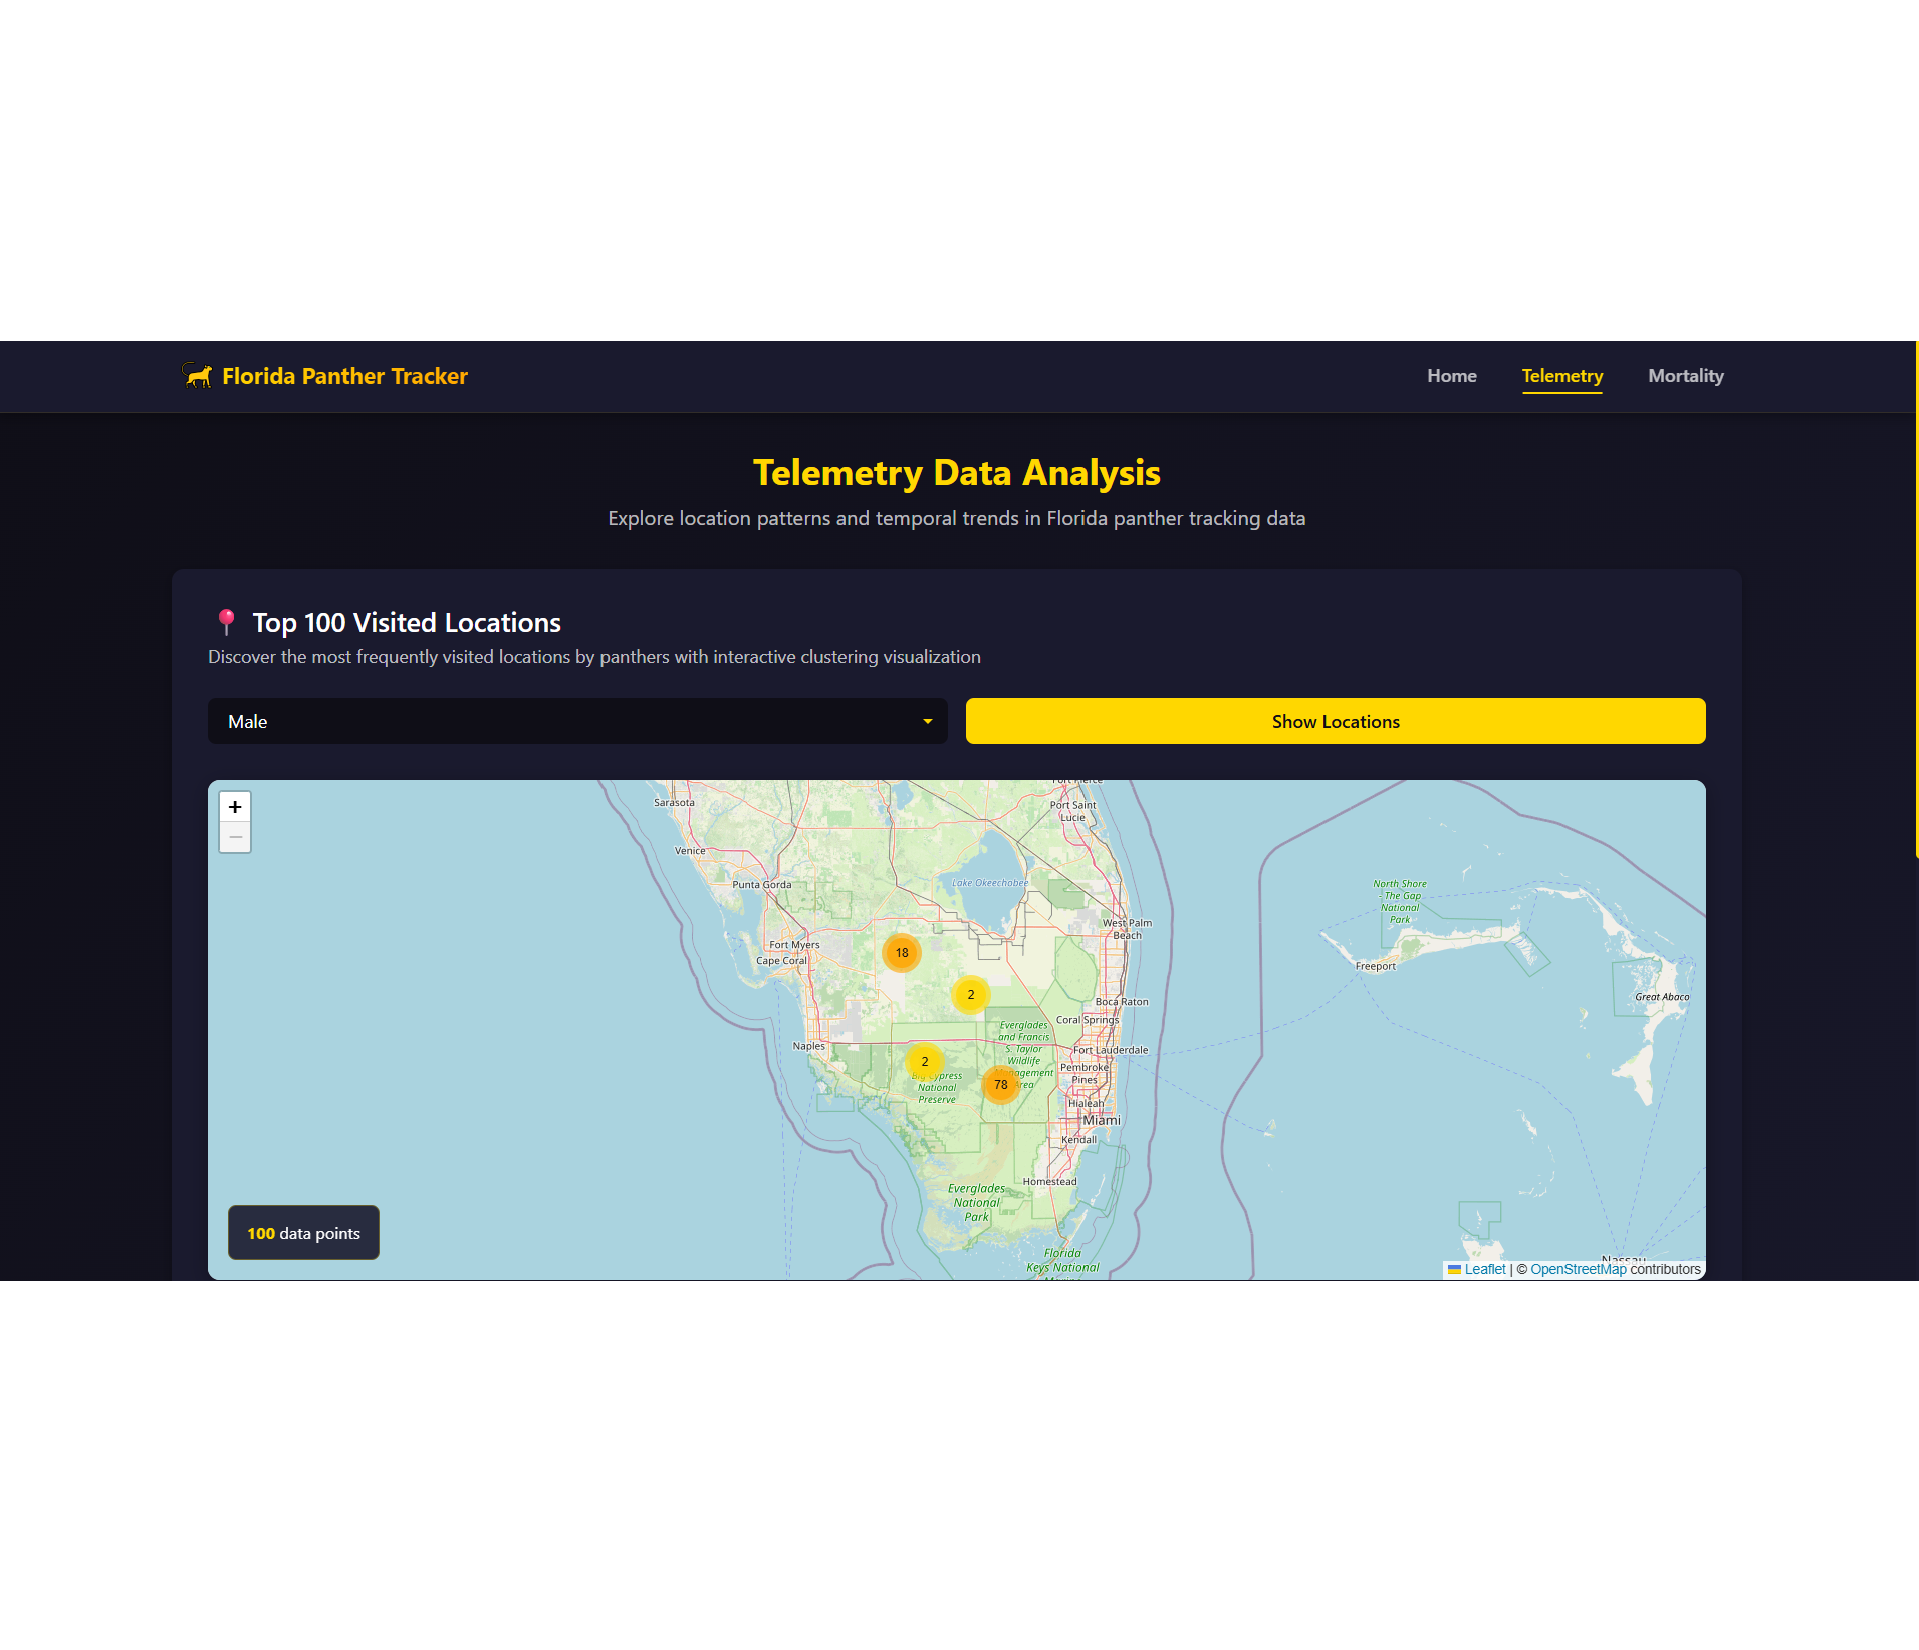 Florida Panther Tracker
Home
Telemetry
Mortality
Telemetry Data Analysis
Explore location patterns and temporal trends in Florida panther tracking data
Top 100 Visited Locations
Discover the most frequently visited locations by panthers with interactive clustering visualization
Male
Show Locations
+
−
Sarasota
Port Saint
Lucie
Venice
Punta Gorda
Lake Okeechobee
North Shore
- The Gap
National
Park
West Palm
Beach
Fort Myers
Cape Coral
18
Freeport
2
Great Abaco
Boca Raton
Coral Springs
Everglades
and Francis
S. Taylor
Wildlife
Management
Area
Naples
Fort Lauderdale
2
Pembroke
Pines
Big Cypress
National
Preserve
78
Hialeah
Miami
Kendall
Homestead
Everglades
National
Park
Florida
Keys National
100 data points
Nassau
Leaflet | © OpenStreetMap contributors